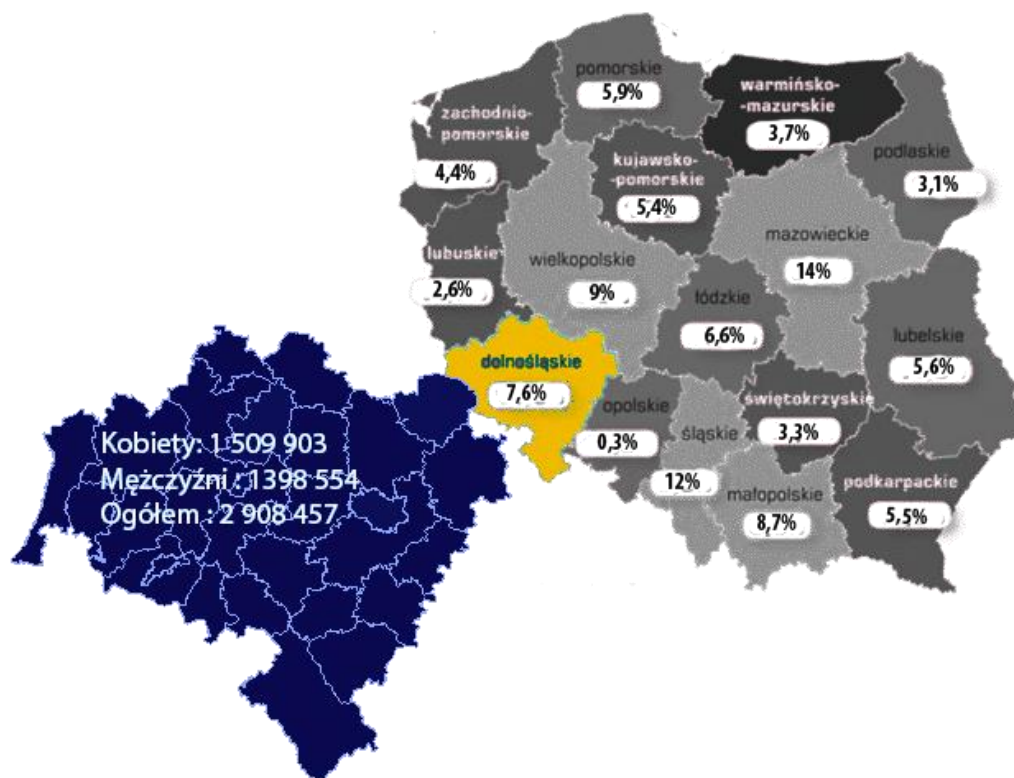 pomorskie
5,9%
warmińsko-
-mazurskie
3,7%
zachodnio-
pomorskie
4,4%
kujawsko-
-pomorskie
5,4%
podlaskie
3,1%
lubuskie
2,6%
wielkopolskie
9%
mazowieckie
14%
łódzkie
6,6%
lubelskie
5,6%
dolnośląskie
7,6%
opolskie
0,3%
śląskie
12%
świętokrzyskie
3,3%
małopolskie
8,7%
podkarpackie
5,5%
Kobiety: 1 509 903
Mężczyźni : 1398 554
Ogółem : 2 908 457